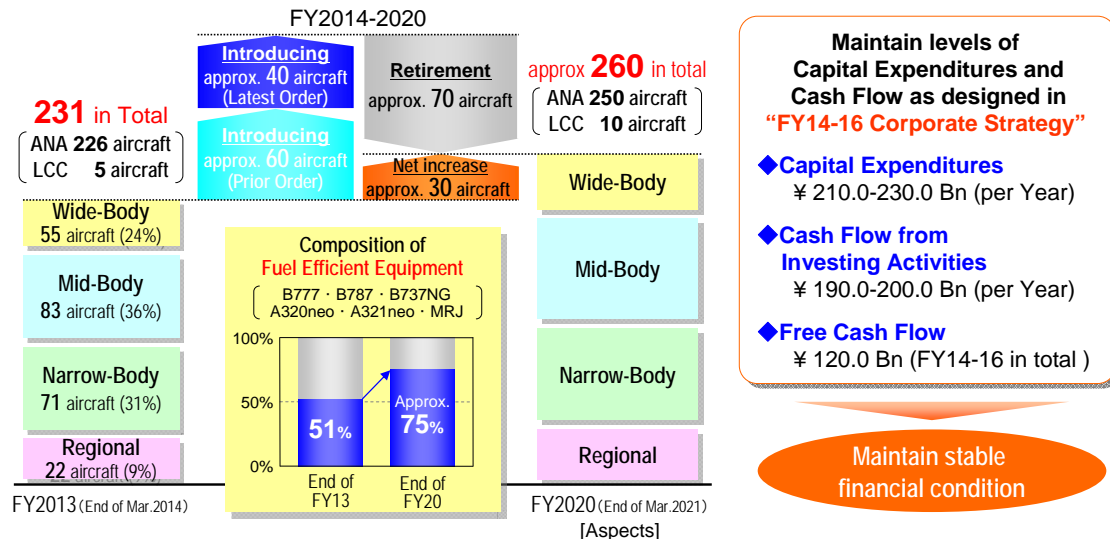 FY2014-2020
231 in Total
ANA 226 aircraft
LCC 5 aircraft
Introducing
approx. 40 aircraft
(Latest Order)
Introducing
approx. 60 aircraft
(Prior Order)
Retirement
approx. 70 aircraft
Net increase
approx. 30 aircraft
approx 260 in total
ANA 250 aircraft
LCC 10 aircraft
Wide-Body
55 aircraft (24%)
Mid-Body
83 aircraft (36%)
Narrow-Body
71 aircraft (31%)
Regional
22 aircraft (9%)
FY2013 (End of Mar.2014)
Composition of
Fuel Efficient Equipment
B777・B787・B737NG
A320neo・A321neo・MRJ
100%
50%
0%
51%
Approx.
75%
End of
FY13
End of
FY20
Wide-Body
Mid-Body
Narrow-Body
Regional
FY2020 (End of Mar.2021)
[Aspects]
Maintain levels of
Capital Expenditures and
Cash Flow as designed in
“FY14-16 Corporate Strategy”
◆Capital Expenditures
¥ 210.0-230.0 Bn (per Year)
◆Cash Flow from
Investing Activities
¥ 190.0-200.0 Bn (per Year)
◆Free Cash Flow
¥ 120.0 Bn (FY14-16 in total )
Maintain stable
financial condition